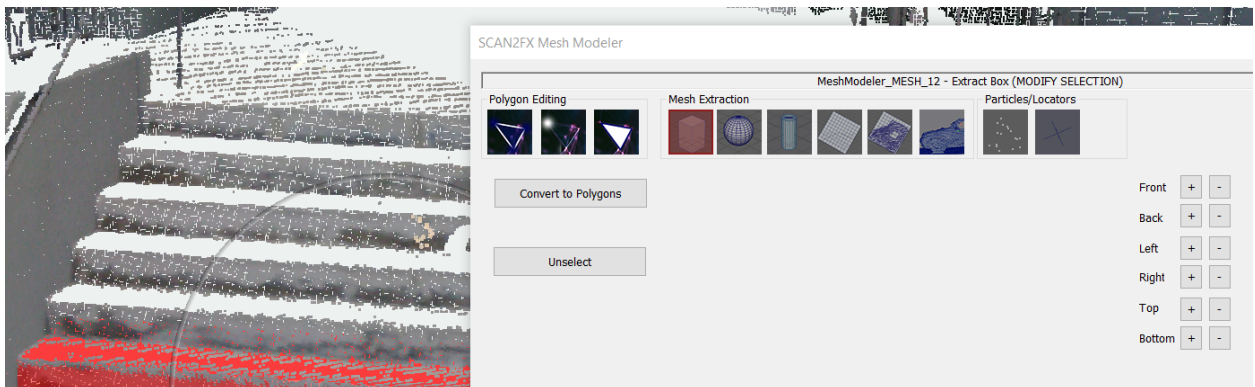 SCAN2FX Mesh Modeler
MeshModeler_MESH_12 - Extract Box (MODIFY SELECTION)
Polygon Editing
Mesh Extraction
Particles/Locators
Convert to Polygons
Unselect
Front + -
Back + -
Left + -
Right + -
Top + -
Bottom + -